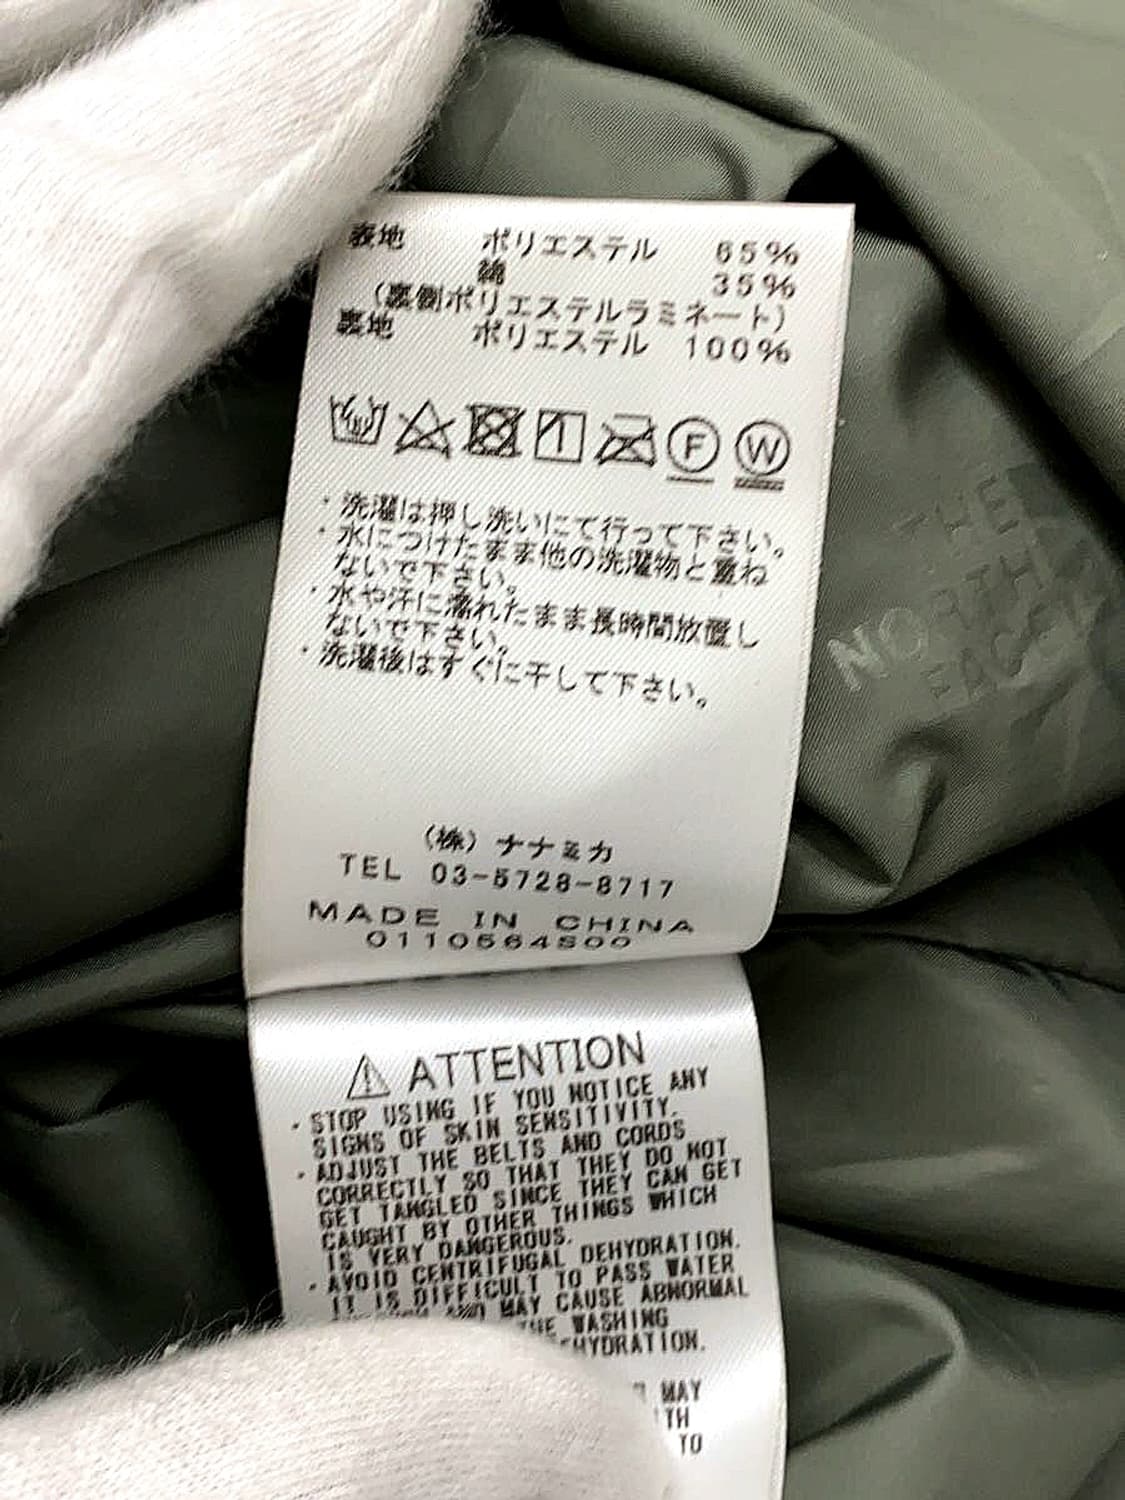 表地 ポリエステル 65%
綿 35%
(裏側ポリエステルラミネート)
裏地 ポリエステル 100%
F W
・洗濯は押し洗いにて行って下さい。
・水につけたまま他の洗濯物と重ね
ないで下さい。
・水や汗に濡れたまま長時間放置し
ないで下さい。
・洗濯後はすぐに干して下さい。
(株)ナナミカ
TEL 03-5728-8717
MADE IN CHINA
0110564S00
ATTENTION
・STOP USING IF YOU NOTICE ANY
SIGNS OF SKIN SENSITIVITY.
・ADJUST THE BELTS AND CORDS
CORRECTLY SO THAT THEY DO NOT
GET TANGLED SINCE THEY CAN GET
CAUGHT BY OTHER THINGS WHICH
IS VERY DANGEROUS.
・AVOID CENTRIFUGAL DEHYDRATION.
IT IS DIFFICULT TO PASS WATER
AND MAY CAUSE ABNORMAL
THE WASHING
HYDRATION.
MAY
TO
THE
NORTH
FACE